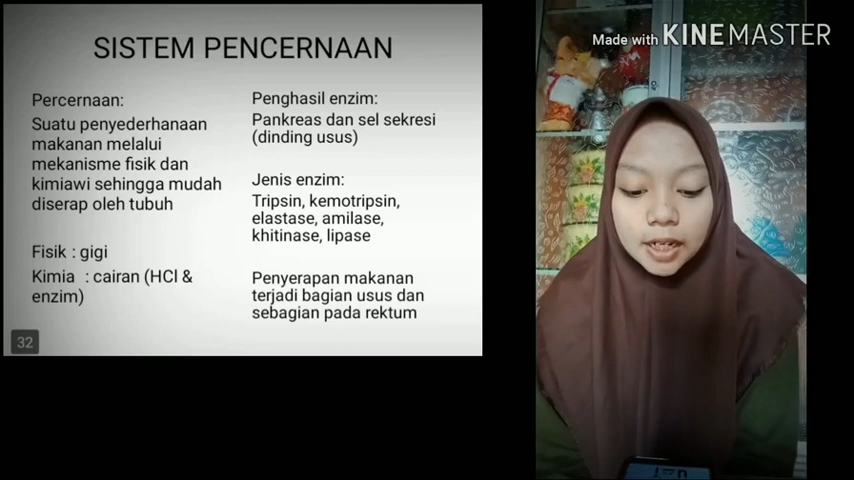 SISTEM PENCERNAAN
Percernaan:
Suatu penyederhanaan
makanan melalui
mekanisme fisik dan
kimiawi sehingga mudah
diserap oleh tubuh
Fisik : gigi
Kimia : cairan (HCl &
enzim)
Penghasil enzim:
Pankreas dan sel sekresi
(dinding usus)
Jenis enzim:
Tripsin, kemotripsin,
elastase, amilase,
khitinase, lipase
Penyerapan makanan
terjadi bagian usus dan
sebagian pada rektum
32
Made with KINEMASTER